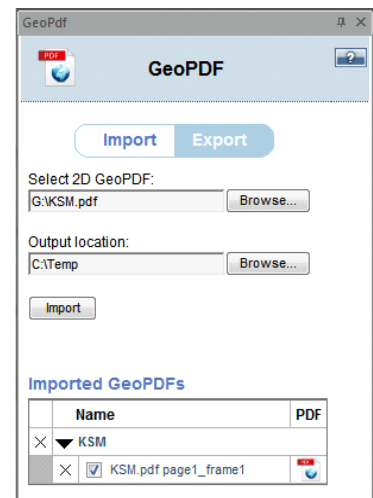 GeoPdf
PDF
GeoPDF
?
Import Export
Select 2D GeoPDF:
G:\KSM.pdf Browse...
Output location:
C:\Temp Browse...
Import
Imported GeoPDFs
Name PDF
KSM
KSM.pdf page1_frame1